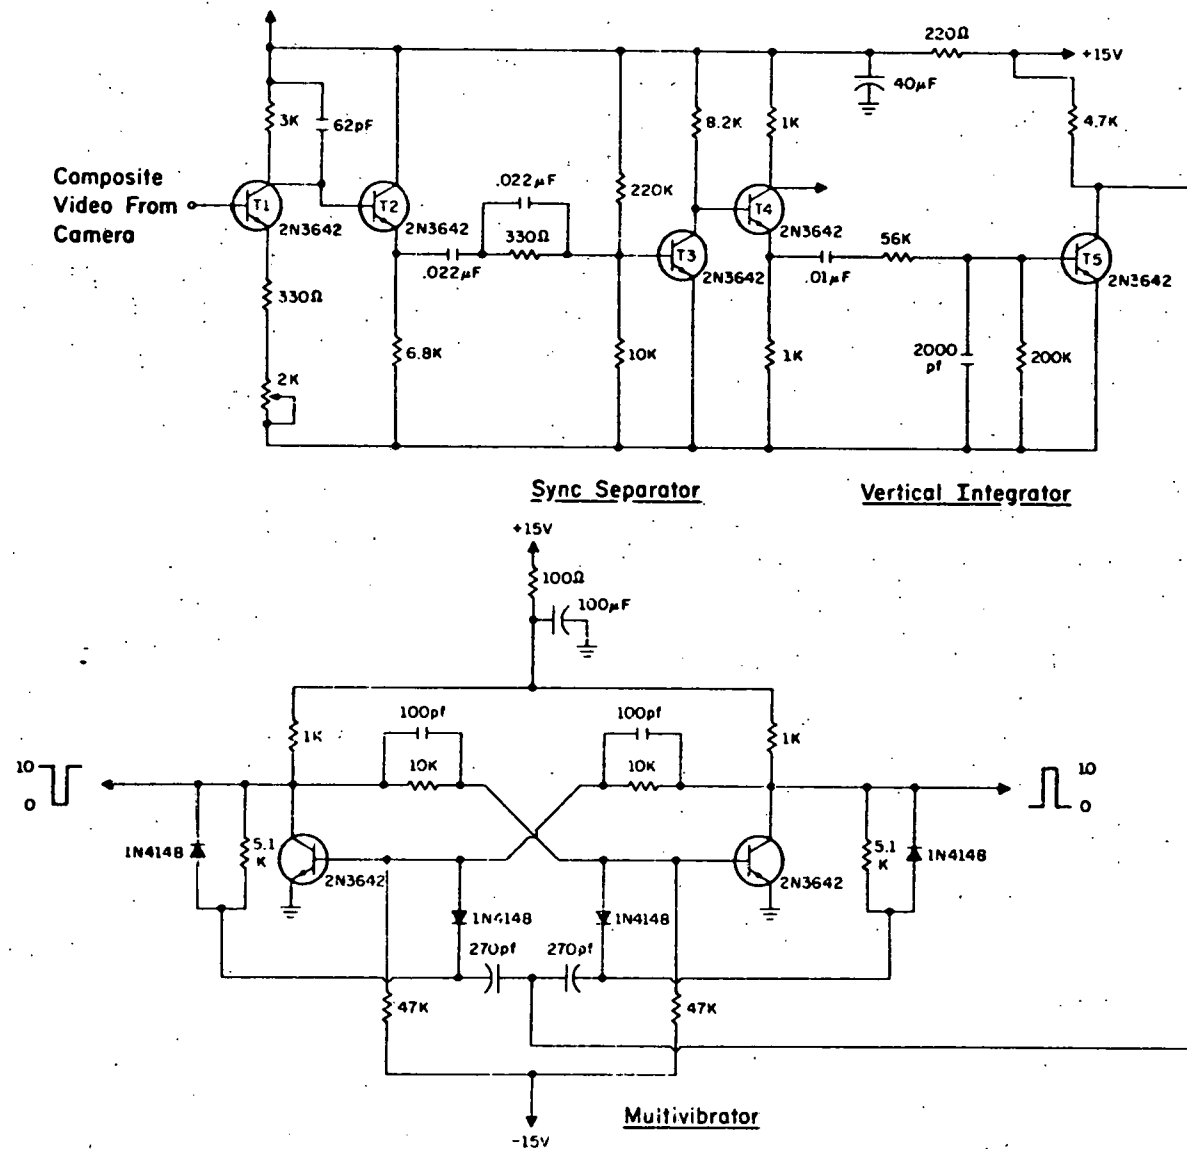 220Ω
+15V
40µF
3K
62pF
8.2K
1K
4.7K
Composite
Video From
Camera
T1
2N3642
T2
2N3642
.022µF
220K
T4
2N3642
330Ω
.022µF
T3
2N3642
56K
.01µF
T5
2N3642
330Ω
6.8K
10K
1K
2000
pf
200K
2K
Sync Separator
Vertical Integrator
+15V
100Ω
100µF
1K
100pf
100pf
1K
10K
10K
10
0
10
0
1N4148
5.1
K
2N3642
2N3642
5.1
K
1N4148
1N4148
1N4148
270pf
270pf
47K
47K
Multivibrator
-15V